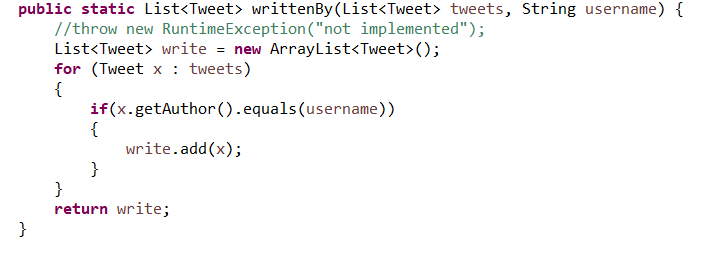 public static List<Tweet> writtenBy(List<Tweet> tweets, String username) {
    //throw new RuntimeException("not implemented");
    List<Tweet> write = new ArrayList<Tweet>();
    for (Tweet x : tweets)
    {
        if(x.getAuthor().equals(username))
        {
            write.add(x);
        }
    }
    return write;
}